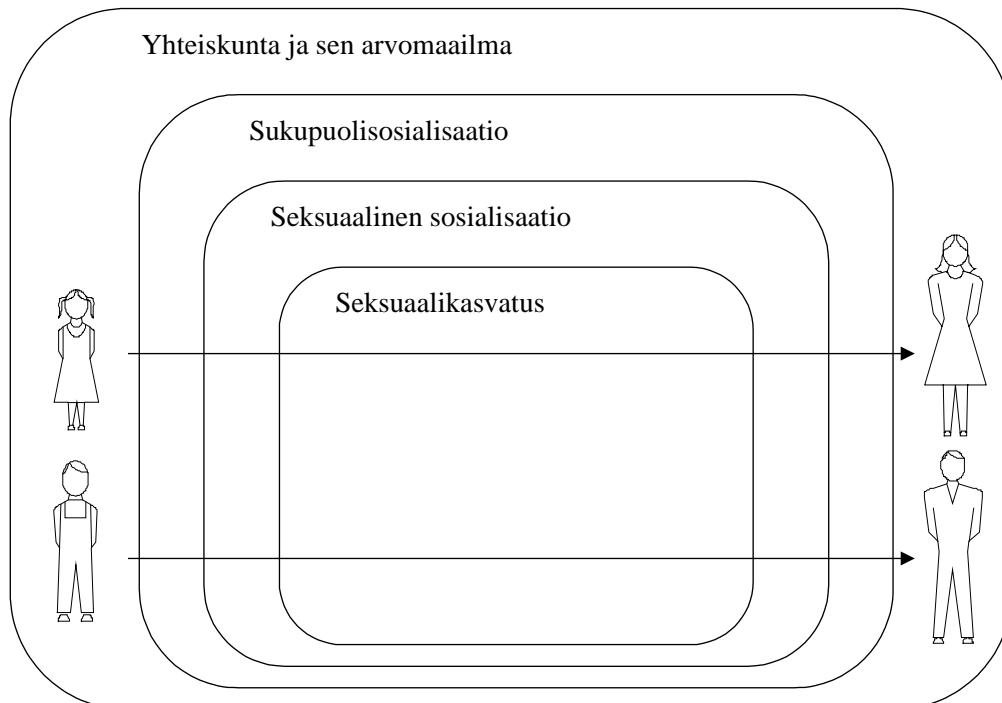 Yhteiskunta ja sen arvomaailma
Sukupuolisosialisaatio
Seksuaalinen sosialisaatio
Seksuaalikasvatus